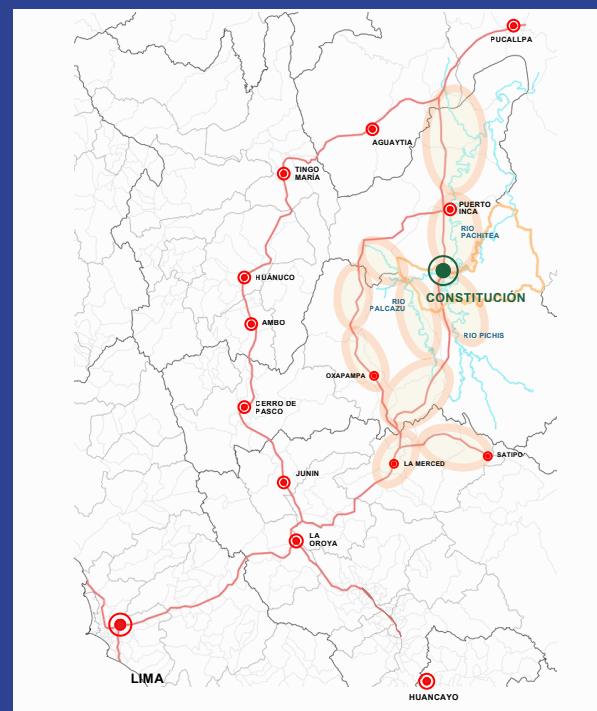 PUCALLPA
AGUAYTIA
TINGO
MARÍA
PUERTO
INCA
RIO
PACHITEA
HUÁNUCO
CONSTITUCIÓN
RIO
PALCAZU
AMBO
RIO PICHIS
OXAPAMPA
CERRO DE
PASCO
SATIPO
LA MERCED
JUNIN
LA
OROYA
LIMA
HUANCAYO